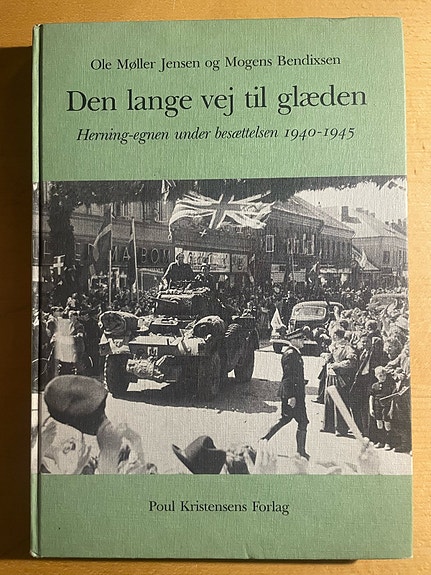 Ole Møller Jensen og Mogens Bendixsen
Den lange vej til glæden
Herning-egnen under besættelsen 1940-1945
Poul Kristensens Forlag